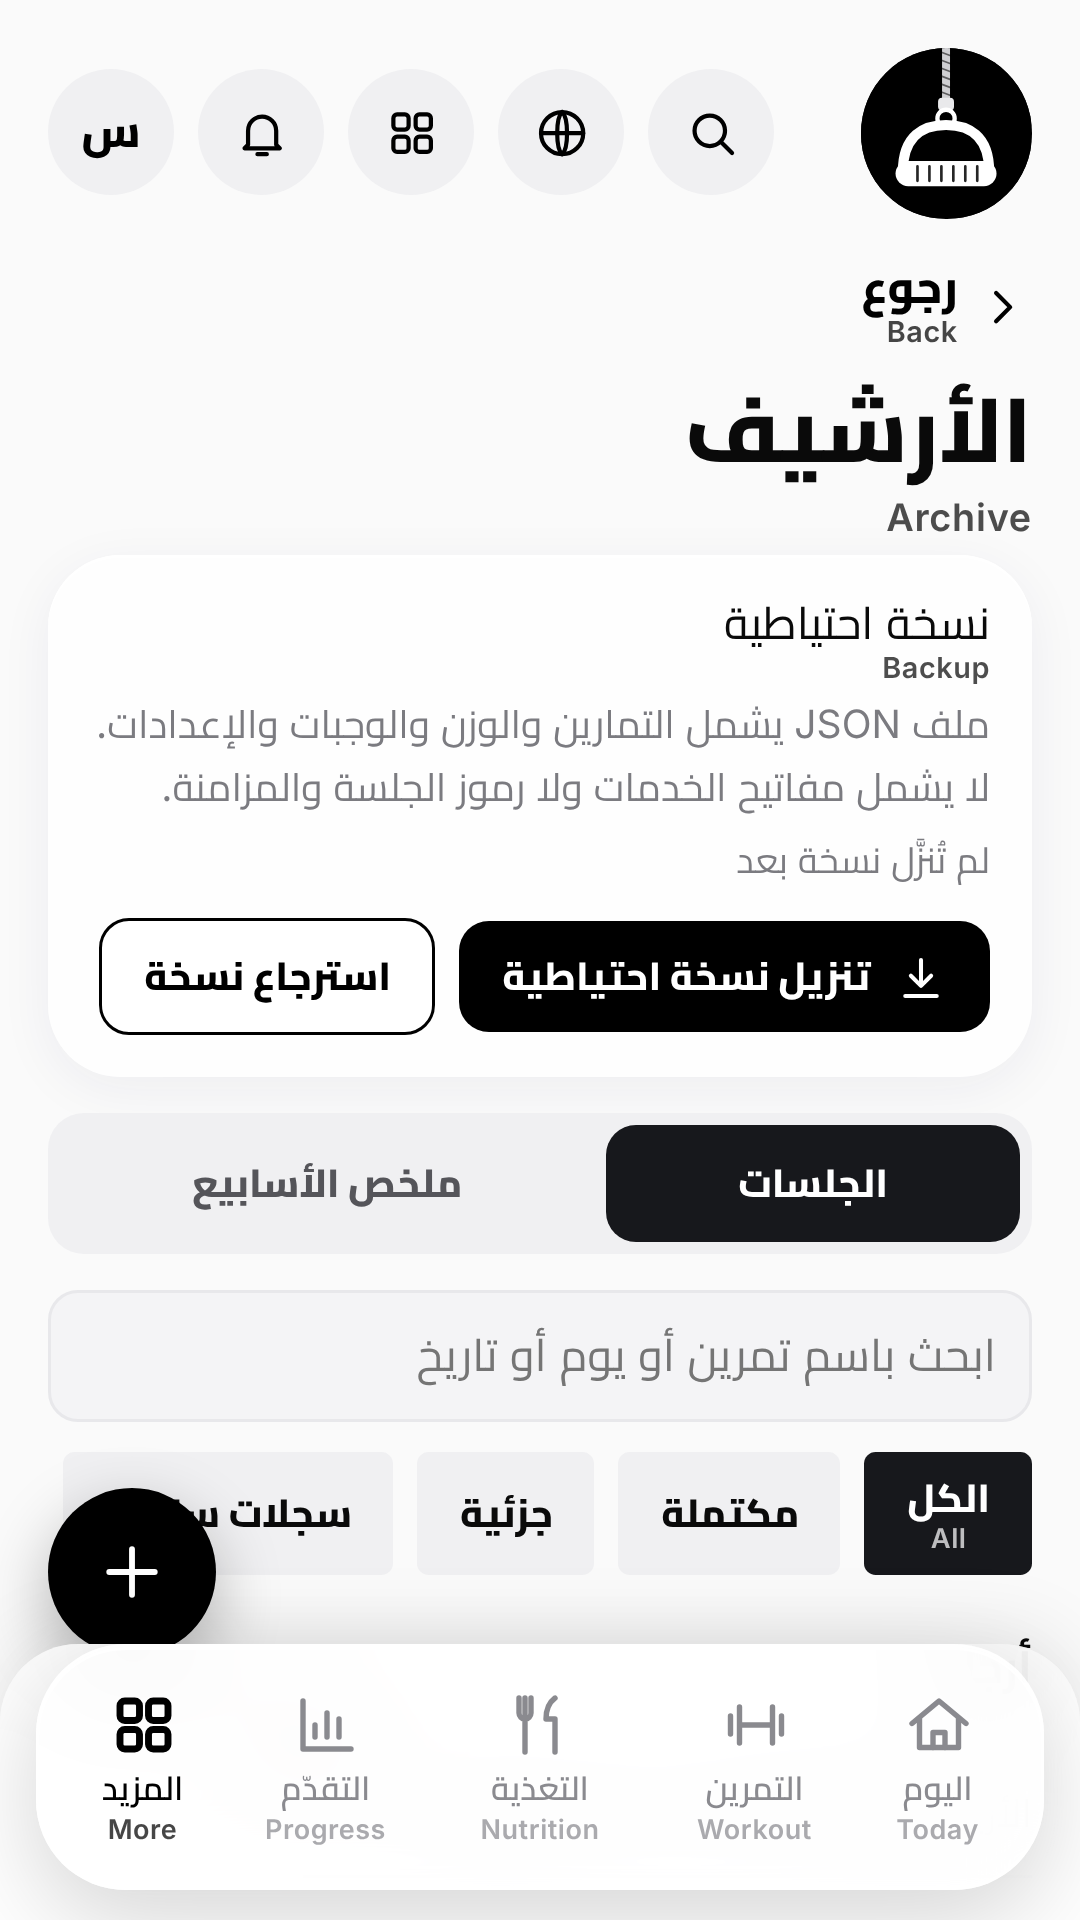 س
رجوع
Back
الأرشيف
Archive
نسخة احتياطية
Backup
ملف JSON يشمل التمارين والوزن والوجبات والإعدادات.
لا يشمل مفاتيح الخدمات ولا رموز الجلسة والمزامنة.
لم تُنزَّل نسخة بعد
تنزيل نسخة احتياطية
استرجاع نسخة
الجلسات
ملخص الأسابيع
ابحث باسم تمرين أو يوم أو تاريخ
الكل
All
مكتملة
جزئية
سجلات
اليوم
Today
التمرين
Workout
التغذية
Nutrition
التقدّم
Progress
المزيد
More